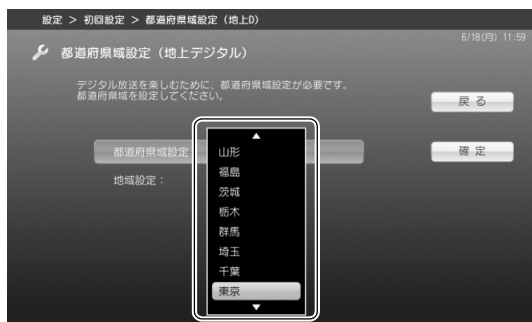 設定 ＞ 初回設定 ＞ 都道府県域設定（地上D）
6/18(月) 11:59
都道府県域設定（地上デジタル）
デジタル放送を楽しむために、都道府県域設定が必要です。
都道府県域を設定してください。
戻る
都道府県域設定
確定
地域設定：
山形
福島
茨城
栃木
群馬
埼玉
千葉
東京